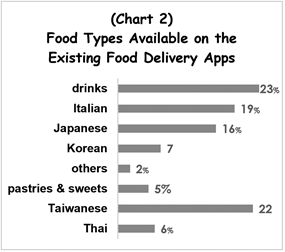 (Chart 2)
Food Types Available on the
Existing Food Delivery Apps
drinks 23%
Italian 19%
Japanese 16%
Korean 7
others 2%
pastries & sweets 5%
Taiwanese 22
Thai 6%